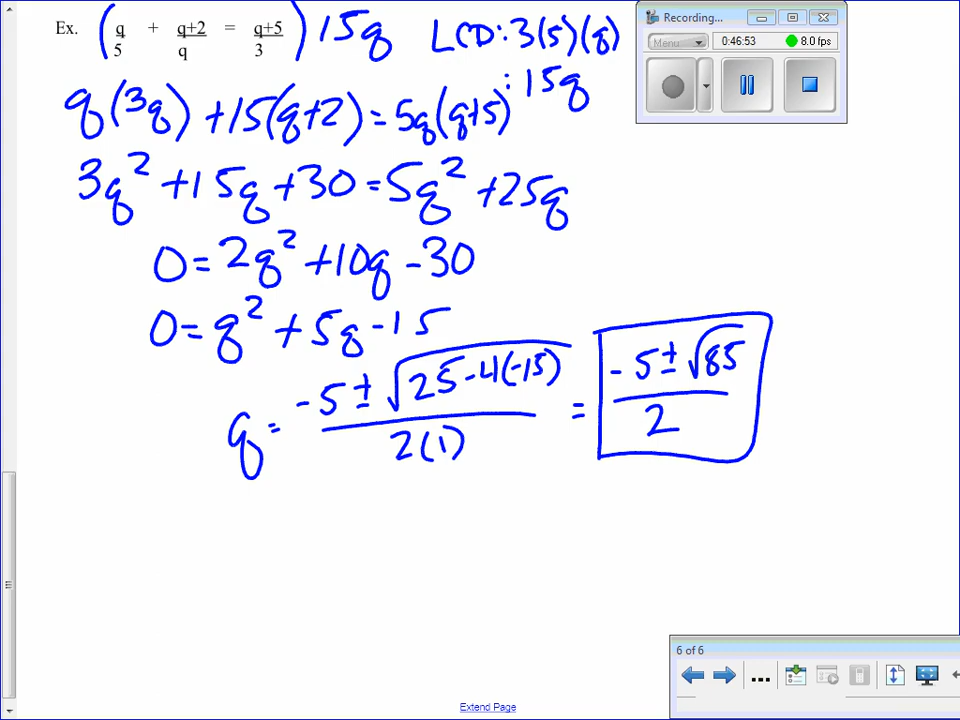 Ex. ( q/5 + q+2/q = q+5/3 ) 15q LCD: 3(5)(q)
: 15q
q(3q) + 15(q+2) = 5q(q+5)
3q² + 15q + 30 = 5q² + 25q
0 = 2q² + 10q - 30
0 = q² + 5q - 15
q = -5 ± √25 - 4(-15) / 2(1) = -5 ± √85 / 2
Recording...
Menu 0:46:53 8.0 fps
6 of 6
...
Extend Page